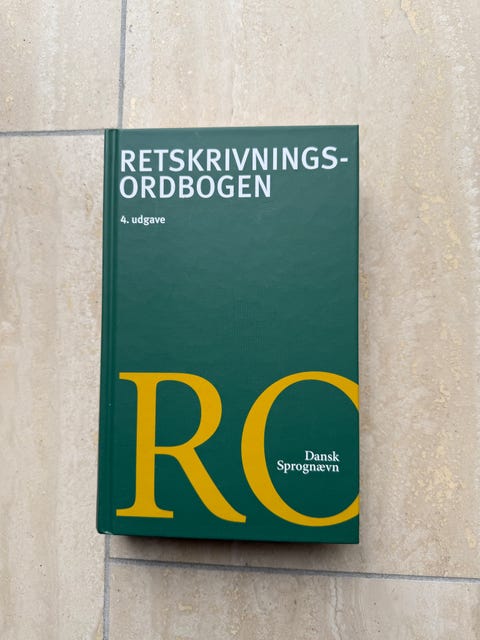 RETSKRIVNINGS-
ORDBOGEN
4. udgave
RO
Dansk
Sprognævn